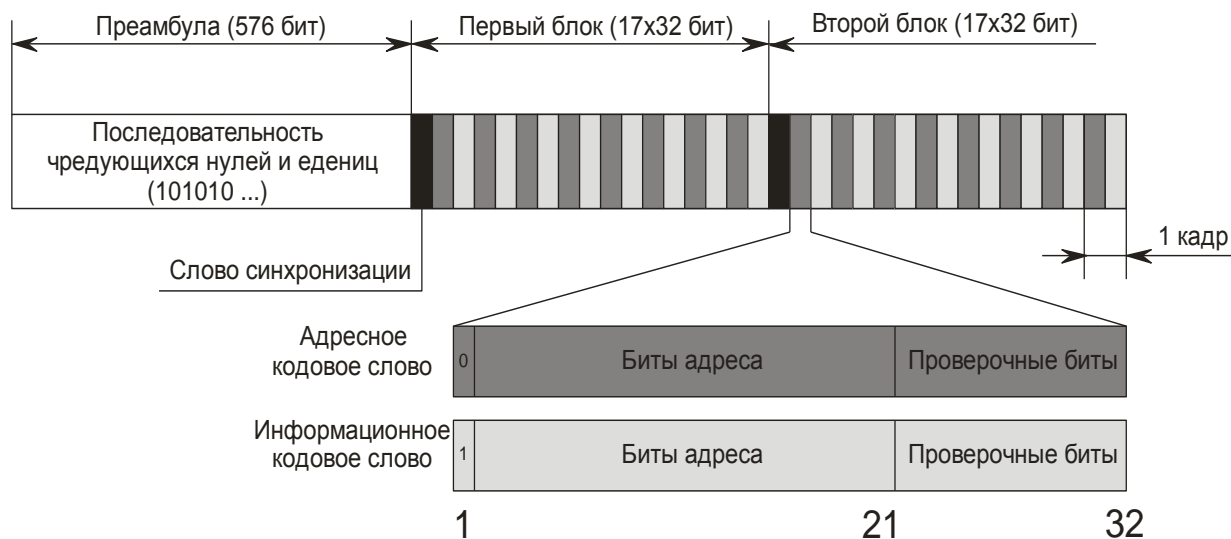 Преамбула (576 бит)
Первый блок (17x32 бит)
Второй блок (17x32 бит)
Последовательность
чредующихся нулей и едениц
(101010 ...)
Слово синхронизации
1 кадр
Адресное
кодовое слово
0
Биты адреса
Проверочные биты
Информационное
кодовое слово
1
Биты адреса
Проверочные биты
1
21
32